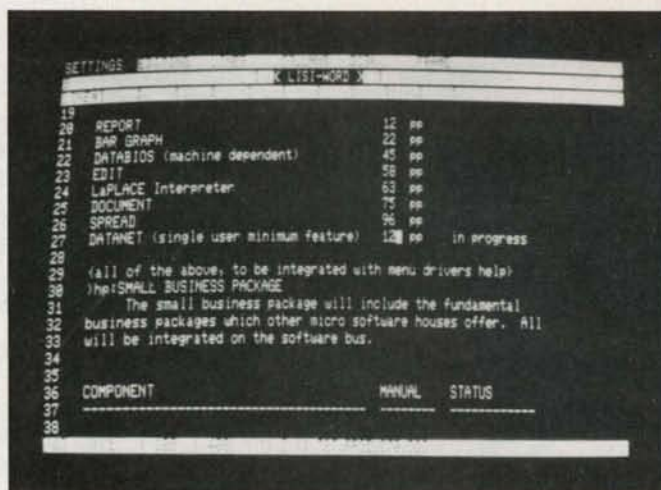 SETTINGS
< LISI-WORD >
19
20 REPORT 12 pp
21 BAR GRAPH 22 pp
22 DATABIOS (machine dependent) 45 pp
23 EDIT 58 pp
24 LaPLACE Interpreter 63 pp
25 DOCUMENT 75 pp
26 SPREAD 96 pp
27 DATANET (single user minimum feature) 12 pp in progress
28
29 (all of the above, to be integrated with menu drivers help)
30 )hp:SMALL BUSINESS PACKAGE
31 The small business package will include the fundamental
32 business packages which other micro software houses offer. All
33 will be integrated on the software bus.
34
35
36 COMPONENT MANUAL STATUS
37 ---------------------------------- ------- -----------
38